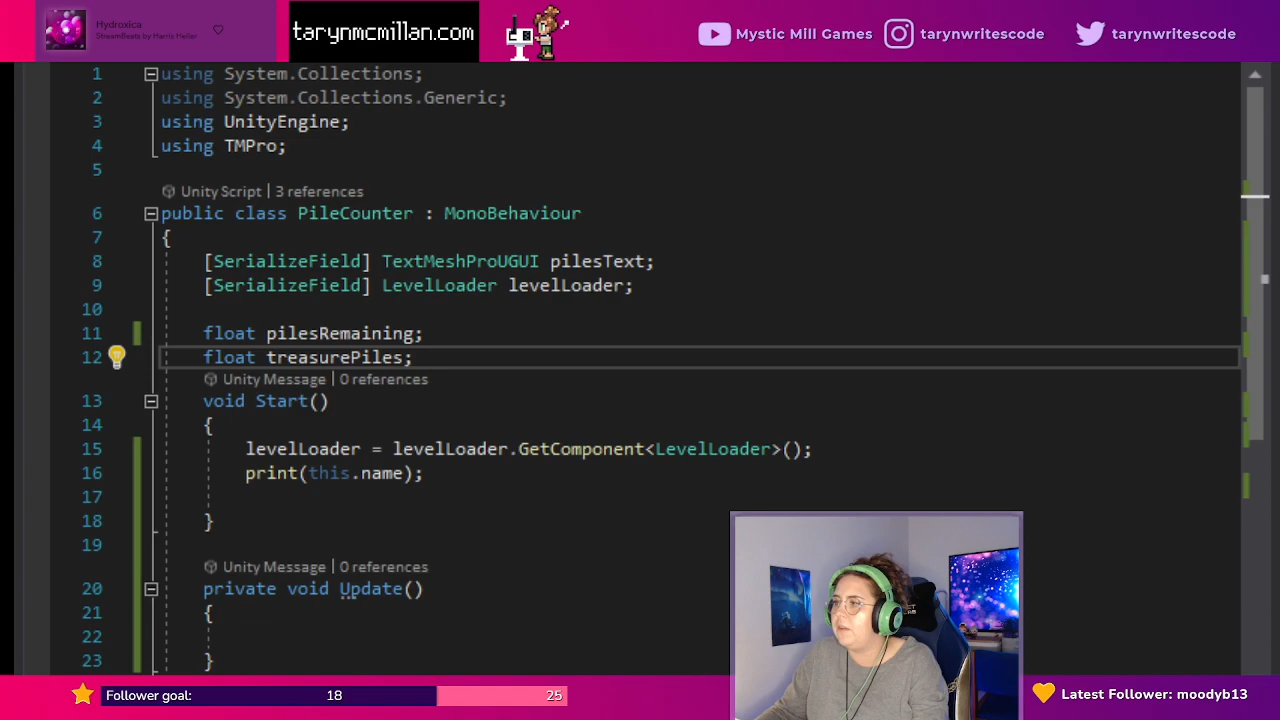 Hydroxica
StreamBeats by Harris Heller
tarynmcmillan.com
Mystic Mill Games
tarynwritescode
tarynwritescode
1 using System.Collections;
2 using System.Collections.Generic;
3 using UnityEngine;
4 using TMPro;
5
Unity Script | 3 references
6 public class PileCounter : MonoBehaviour
7 {
8 [SerializeField] TextMeshProUGUI pilesText;
9 [SerializeField] LevelLoader levelLoader;
10
11 float pilesRemaining;
12 float treasurePiles;
Unity Message | 0 references
13 void Start()
14 {
15 levelLoader = levelLoader.GetComponent<LevelLoader>();
16 print(this.name);
17
18 }
19
Unity Message | 0 references
20 private void Update()
21 {
22
23 }
Follower goal: 18 25
Latest Follower: moodyb13